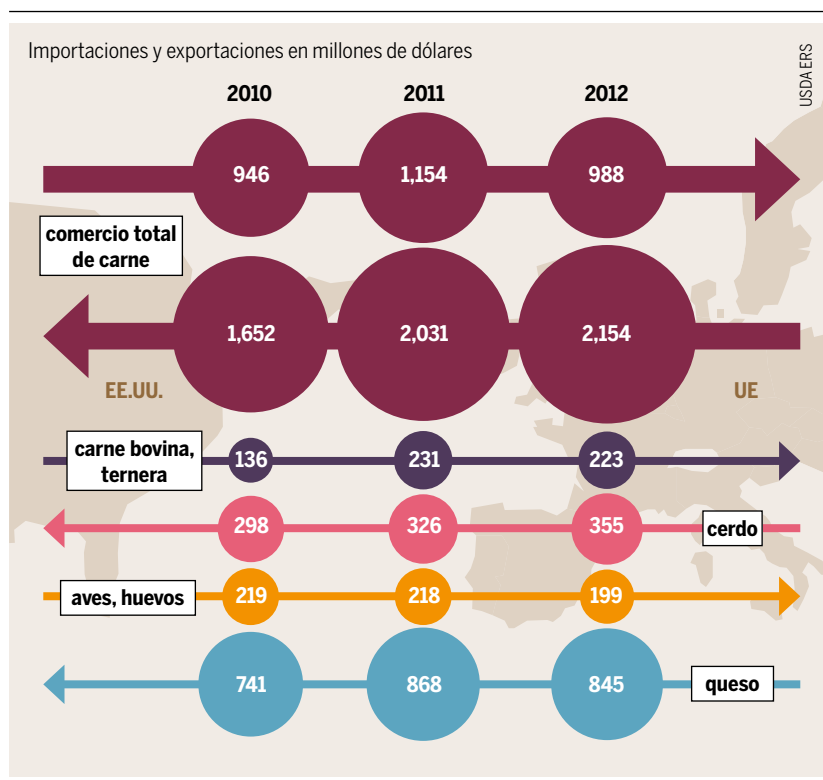 Importaciones y exportaciones en millones de dólares
USDA ERS
2010 2011 2012
946 1,154 988
comercio total
de carne
1,652 2,031 2,154
EE.UU. UE
carne bovina,
ternera
136 231 223
298 326 355
cerdo
aves, huevos
219 218 199
741 868 845
queso